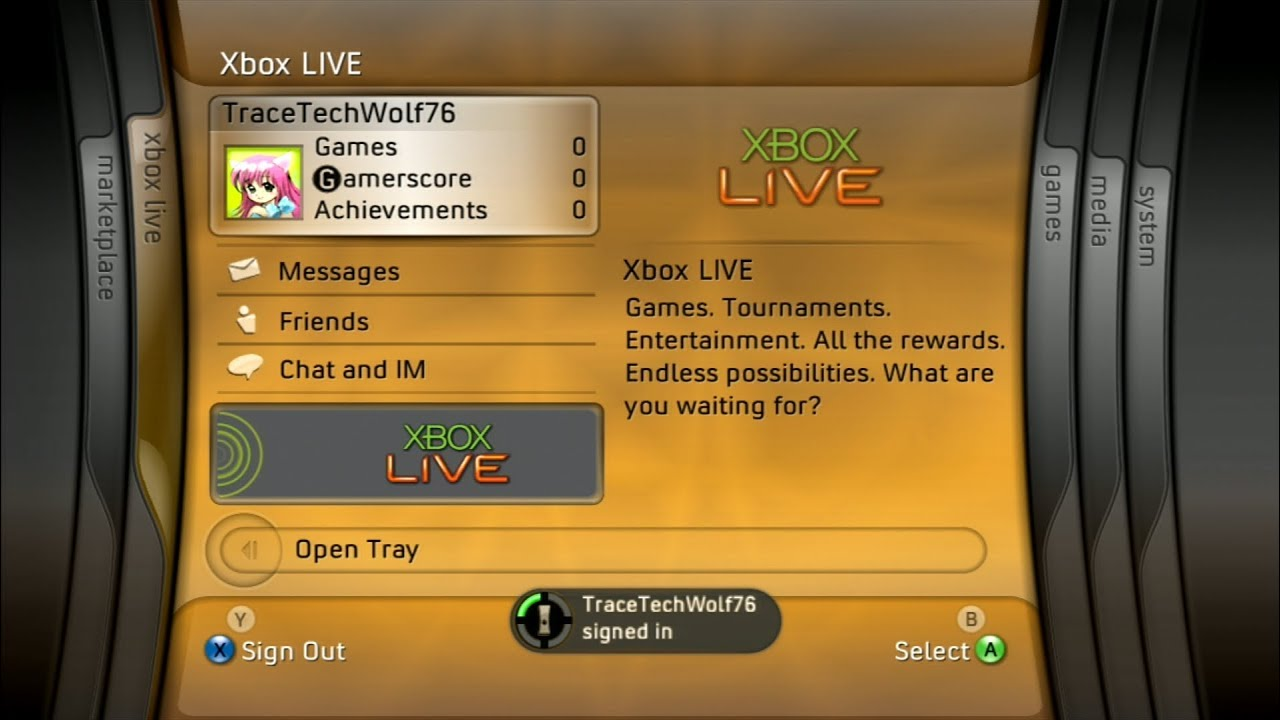 Xbox LIVE
TraceTechWolf76
Games 0
Gamerscore 0
Achievements 0
Messages
Friends
Chat and IM
XBOX
LIVE
Open Tray
XBOX
LIVE
Xbox LIVE
Games. Tournaments.
Entertainment. All the rewards.
Endless possibilities. What are
you waiting for?
marketplace
xbox live
games
media
system
Y
X Sign Out
TraceTechWolf76
signed in
B
Select A